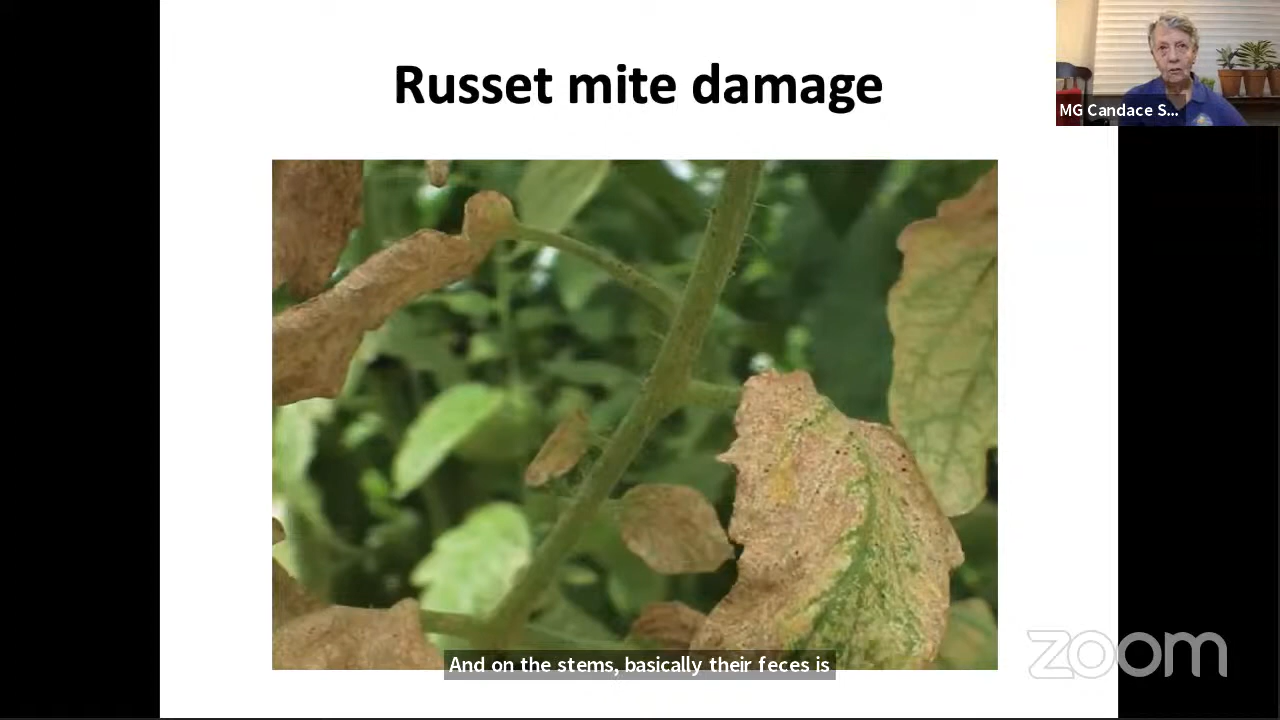 Russet mite damage
MG Candace S...
And on the stems, basically their feces is
zoom